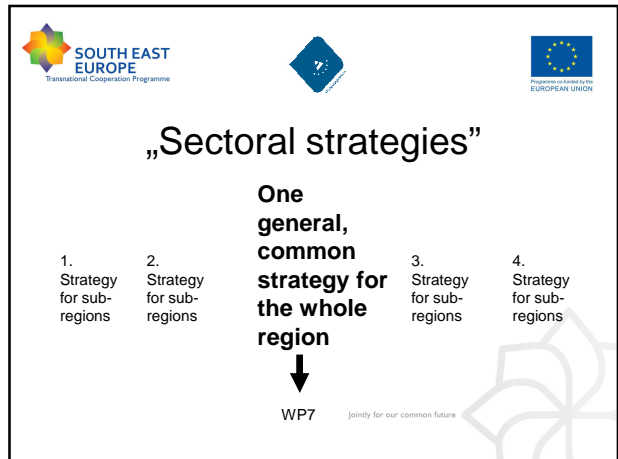 SOUTH EAST
EUROPE
Transnational Cooperation Programme
Programme co-funded by the
EUROPEAN UNION
„Sectoral strategies”
1.
Strategy
for sub-
regions
2.
Strategy
for sub-
regions
One
general,
common
strategy for
the whole
region
3.
Strategy
for sub-
regions
4.
Strategy
for sub-
regions
WP7
Jointly for our common future